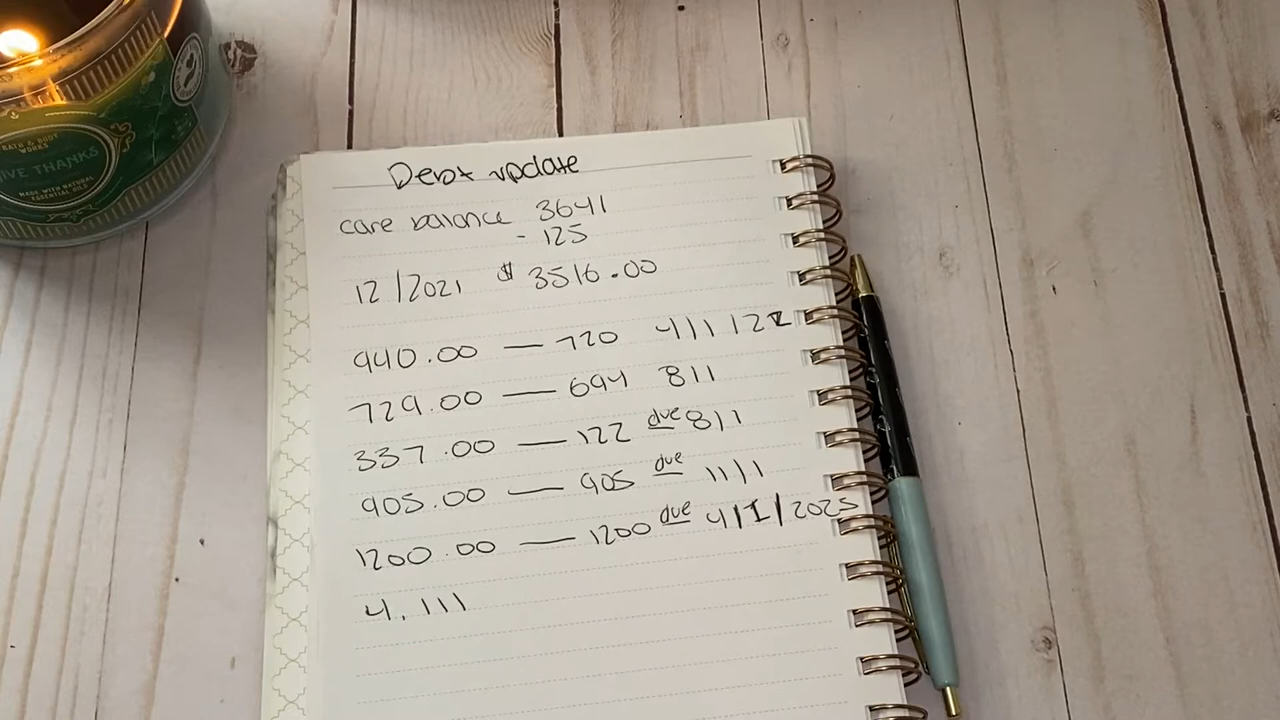 BATH & BODY
WORKS
IVE THANKS
MADE WITH NATURAL
ESSENTIAL OILS
Debt update
care balance 3641
- 125
12/2021 $ 3516.00
940.00 — 720 4/1/22
729.00 — 694 8/1
337.00 — 122 due 8/1
905.00 — 905 due 11/1
1200.00 — 1200 due 4/1/2025
4,111